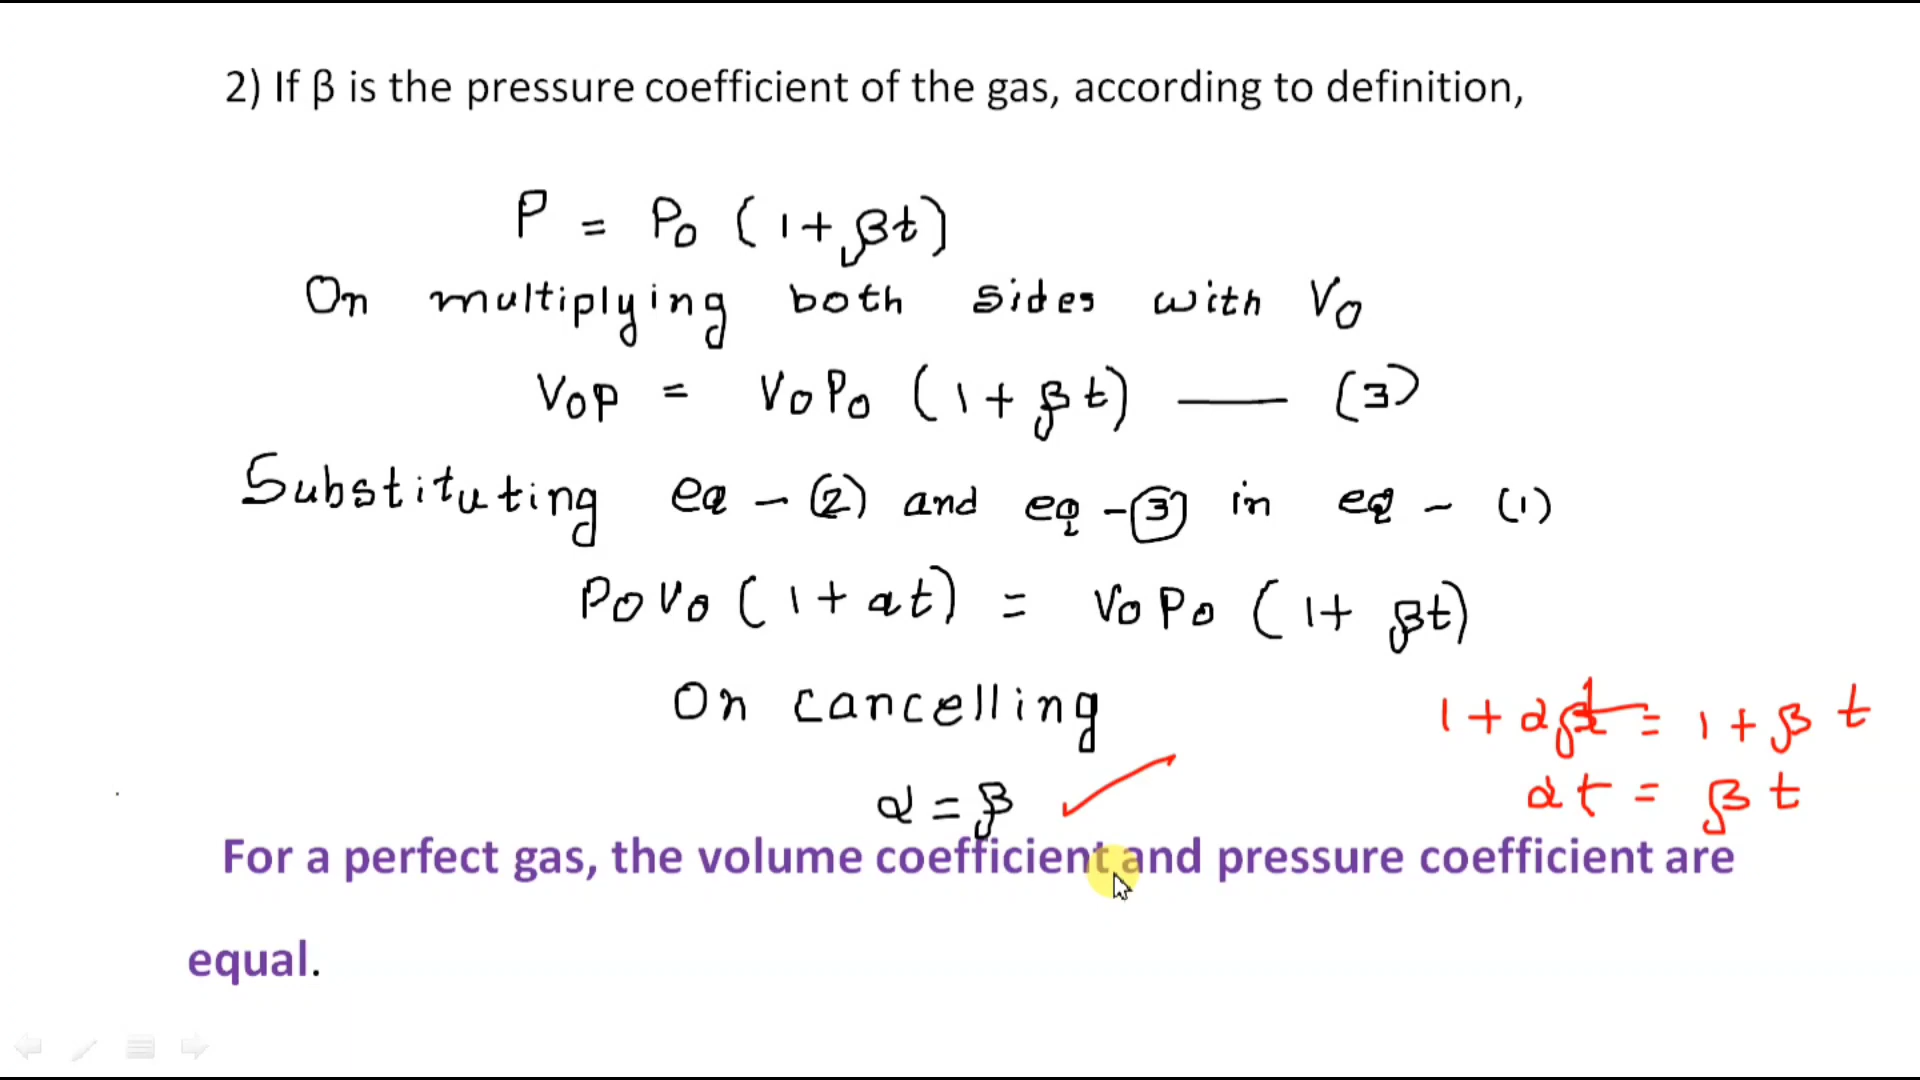 2) If β is the pressure coefficient of the gas, according to definition,
P = P0 (1+βt)
On multiplying both sides with V0
V0P = V0P0 (1+βt) — (3)
Substituting eq - (2) and eq - (3) in eq - (1)
P0V0 (1+αt) = V0P0 (1+ βt)
On cancelling
1+α = 1+β t
α = β
αt = β t
For a perfect gas, the volume coefficient and pressure coefficient are
equal.